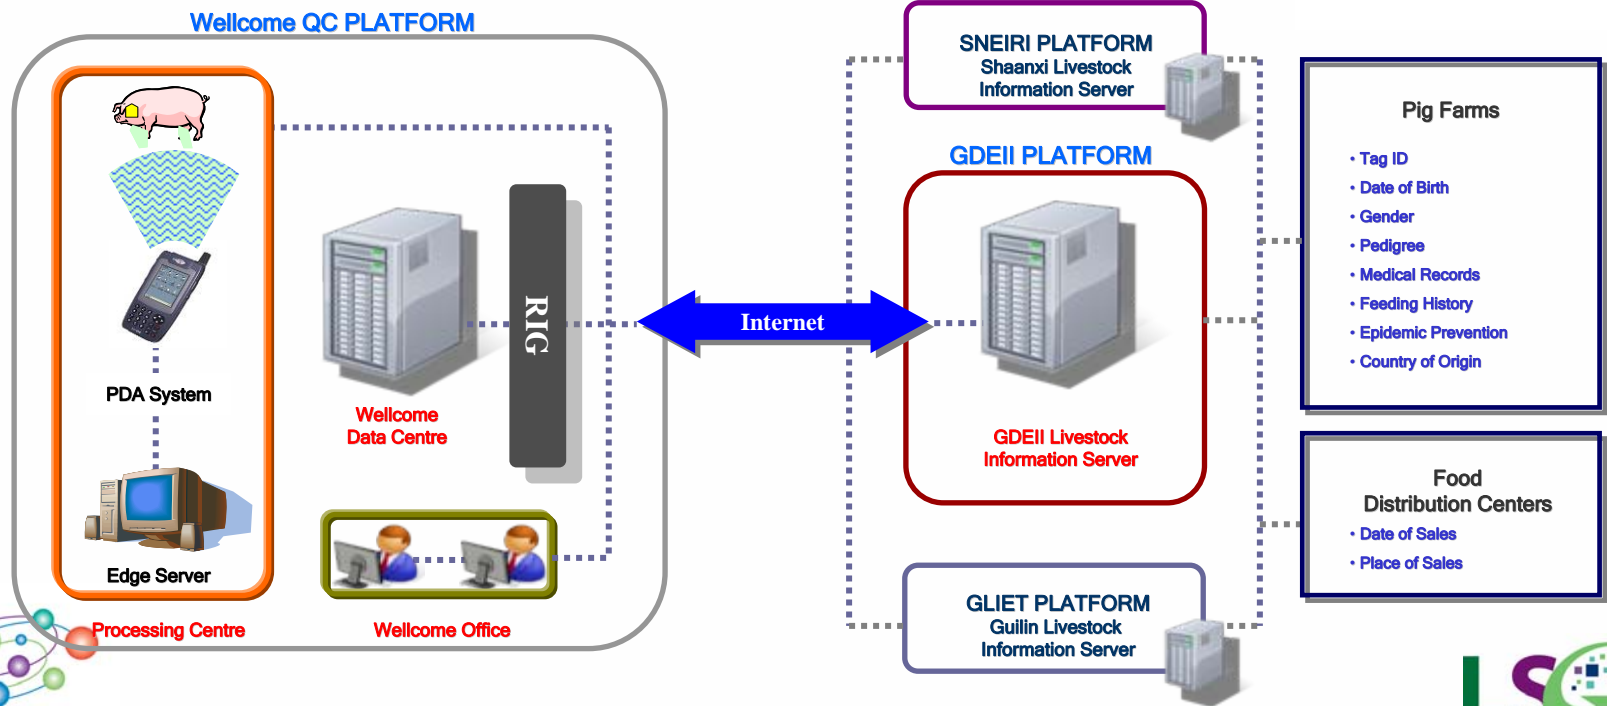 Wellcome QC PLATFORM
PDA System
Edge Server
Processing Centre
Wellcome
Data Centre
RIG
Wellcome Office
Internet
SNEIRI PLATFORM
Shaanxi Livestock
Information Server
GDEII PLATFORM
GDEII Livestock
Information Server
GLIET PLATFORM
Guilin Livestock
Information Server
Pig Farms
• Tag ID
• Date of Birth
• Gender
• Pedigree
• Medical Records
• Feeding History
• Epidemic Prevention
• Country of Origin
Food
Distribution Centers
• Date of Sales
• Place of Sales